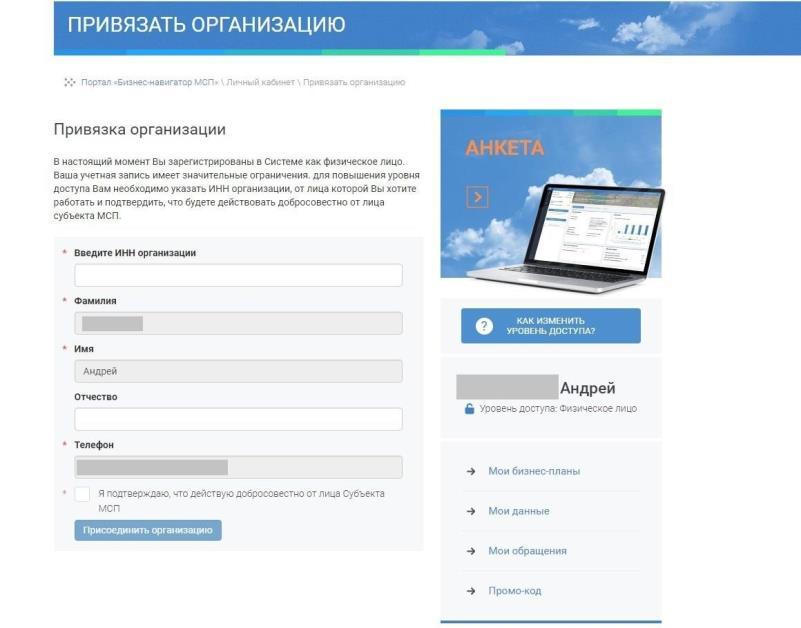 ПРИВЯЗАТЬ ОРГАНИЗАЦИЮ
Портал «Бизнес-навигатор МСП» \ Личный кабинет \ Привязать организацию
Привязка организации
В настоящий момент Вы зарегистрированы в Системе как физическое лицо.
Ваша учетная запись имеет значительные ограничения. для повышения уровня
доступа Вам необходимо указать ИНН организации, от лица которой Вы хотите
работать и подтвердить, что будете действовать добросовестно от лица
субъекта МСП.
* Введите ИНН организации
* Фамилия
* Имя
Андрей
Отчество
* Телефон
* Я подтверждаю, что действую добросовестно от лица Субъекта
МСП
Присоединить организацию
АНКЕТА
? КАК ИЗМЕНИТЬ
УРОВЕНЬ ДОСТУПА?
Андрей
Уровень доступа: Физическое лицо
Мои бизнес-планы
Мои данные
Мои обращения
Промо-код